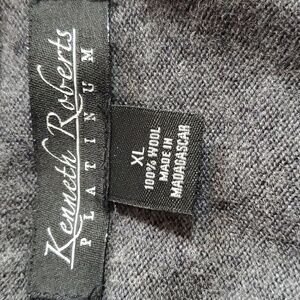 Kenneth Roberts
PLATINUM
XL
100% WOOL
MADE IN
MADAGASCAR